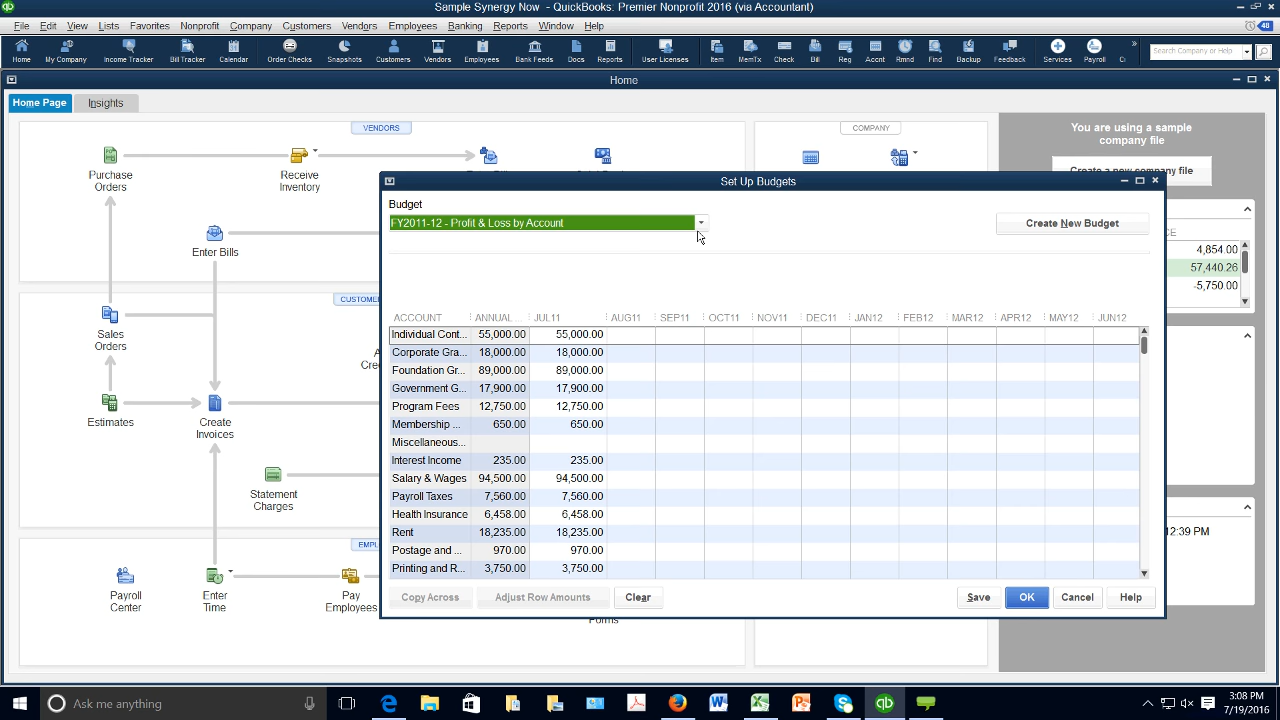 Sample Synergy Now - QuickBooks: Premier Nonprofit 2016 (via Accountant)
File Edit View Lists Favorites Nonprofit Company Customers Vendors Employees Banking Reports Window Help
48
Home My Company Income Tracker Bill Tracker Calendar Order Checks Snapshots Customers Vendors Employees Bank Feeds Docs Reports User Licenses Item MemTx Check Bill Reg Accnt Rmnd Find Backup Feedback Services Payroll
Search Company or Help
Home
Home Page Insights
VENDORS
COMPANY
You are using a sample
company file
Create a new company file
Purchase
Orders
Receive
Inventory
Enter Bills
CUSTOME
Sales
Orders
Estimates
Create
Invoices
Statement
Charges
EMPL
Payroll
Center
Enter
Time
Pay
Employees
Forms
4,854.00
57,440.26
-5,750.00
12:39 PM
Set Up Budgets
Budget
FY2011-12 - Profit & Loss by Account
Create New Budget
ACCOUNT ANNUAL ... JUL11 AUG11 SEP11 OCT11 NOV11 DEC11 JAN12 FEB12 MAR12 APR12 MAY12 JUN12
Individual Cont... 55,000.00 55,000.00
Corporate Gra... 18,000.00 18,000.00
Foundation Gr... 89,000.00 89,000.00
Government G... 17,900.00 17,900.00
Program Fees 12,750.00 12,750.00
Membership ... 650.00 650.00
Miscellaneous...
Interest Income 235.00 235.00
Salary & Wages 94,500.00 94,500.00
Payroll Taxes 7,560.00 7,560.00
Health Insurance 6,458.00 6,458.00
Rent 18,235.00 18,235.00
Postage and ... 970.00 970.00
Printing and R... 3,750.00 3,750.00
Copy Across Adjust Row Amounts Clear Save OK Cancel Help
Ask me anything
3:08 PM
7/19/2016